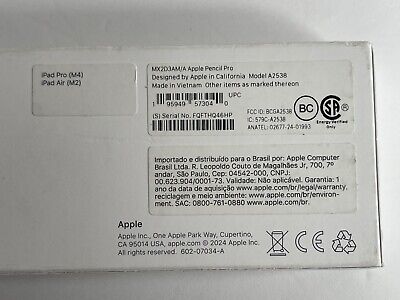 iPad Pro (M4)
iPad Air (M2)
MX2D3AM/A Apple Pencil Pro
Designed by Apple in California Model A2538
Made in Vietnam Other items as marked thereon
UPC
1 95949 57304 0
(S) Serial No. FQFTHQ46HP
FCC ID: BCGA2538
IC: 579C-A2538
ANATEL: 02677-24-01993
BC
Energy Verified
Importado e distribuído para o Brasil por: Apple Computer
Brasil Ltda. R. Leopoldo Couto de Magalhães Jr, 700, 7º
andar, São Paulo, Cep: 04542-000, CNPJ:
00.623.904/0001-73. Validade: Não aplicável. Garantia: 1
ano da data de aquisição www.apple.com/br/legal/warranty,
reciclagem e meio ambiente: www.apple.com/br/environ-
ment. SAC: 0800-761-0880 www.apple.com/br
Apple
Apple Inc., One Apple Park Way, Cupertino,
CA 95014 USA, apple.com © 2024 Apple Inc.
All rights reserved. 602-07034-A